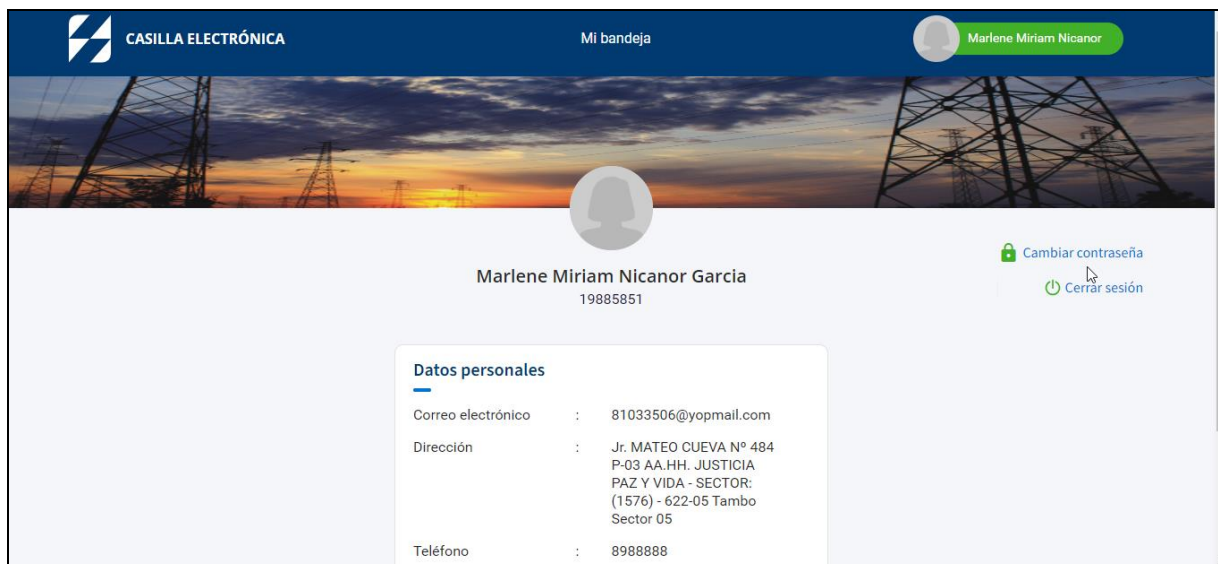 CASILLA ELECTRÓNICA
Mi bandeja
Marlene Miriam Nicanor
Cambiar contraseña
Cerrar sesión
Marlene Miriam Nicanor Garcia
19885851
Datos personales
Correo electrónico : 81033506@yopmail.com
Dirección : Jr. MATEO CUEVA Nº 484
P-03 AA.HH. JUSTICIA
PAZ Y VIDA - SECTOR:
(1576) - 622-05 Tambo
Sector 05
Teléfono : 8988888